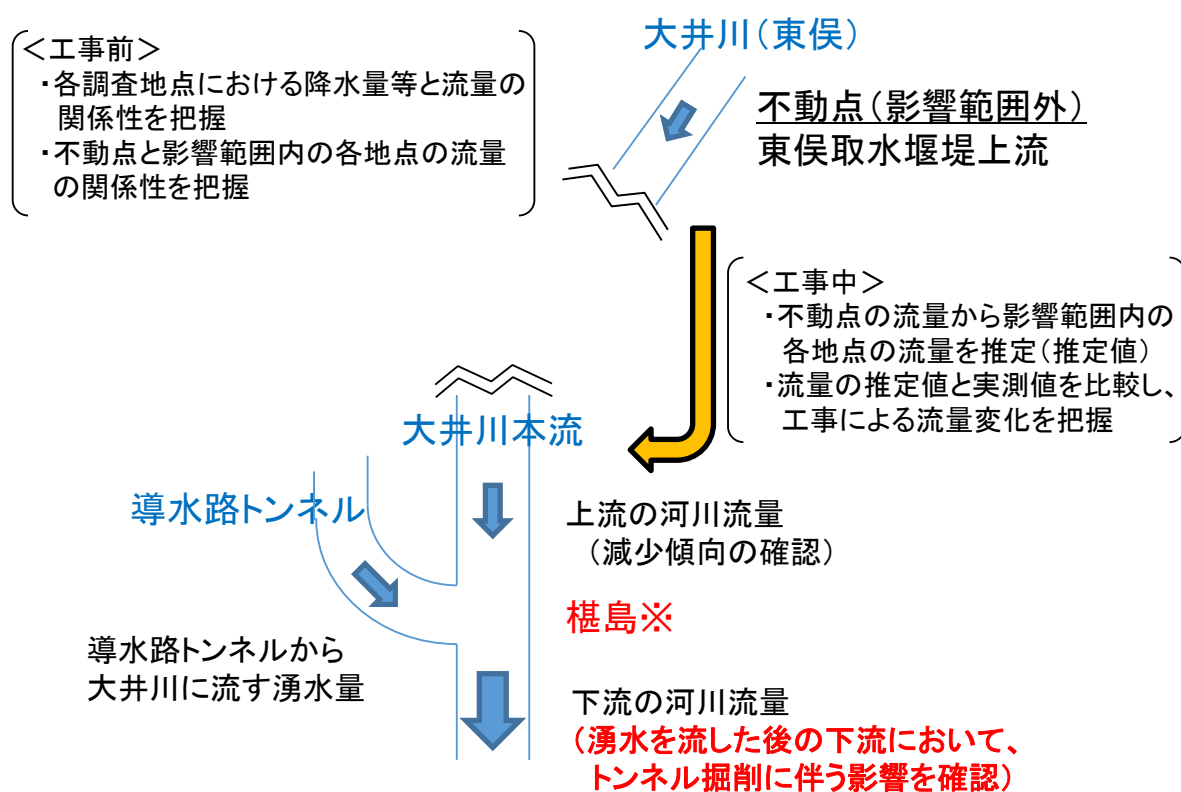 ＜工事前＞
・各調査地点における降水量等と流量の
関係性を把握
・不動点と影響範囲内の各地点の流量
の関係性を把握
大井川（東俣）
不動点（影響範囲外）
東俣取水堰堤上流
＜工事中＞
・不動点の流量から影響範囲内の
各地点の流量を推定（推定値）
・流量の推定値と実測値を比較し、
工事による流量変化を把握
大井川本流
導水路トンネル
上流の河川流量
（減少傾向の確認）
椹島※
導水路トンネルから
大井川に流す湧水量
下流の河川流量
（湧水を流した後の下流において、
トンネル掘削に伴う影響を確認）